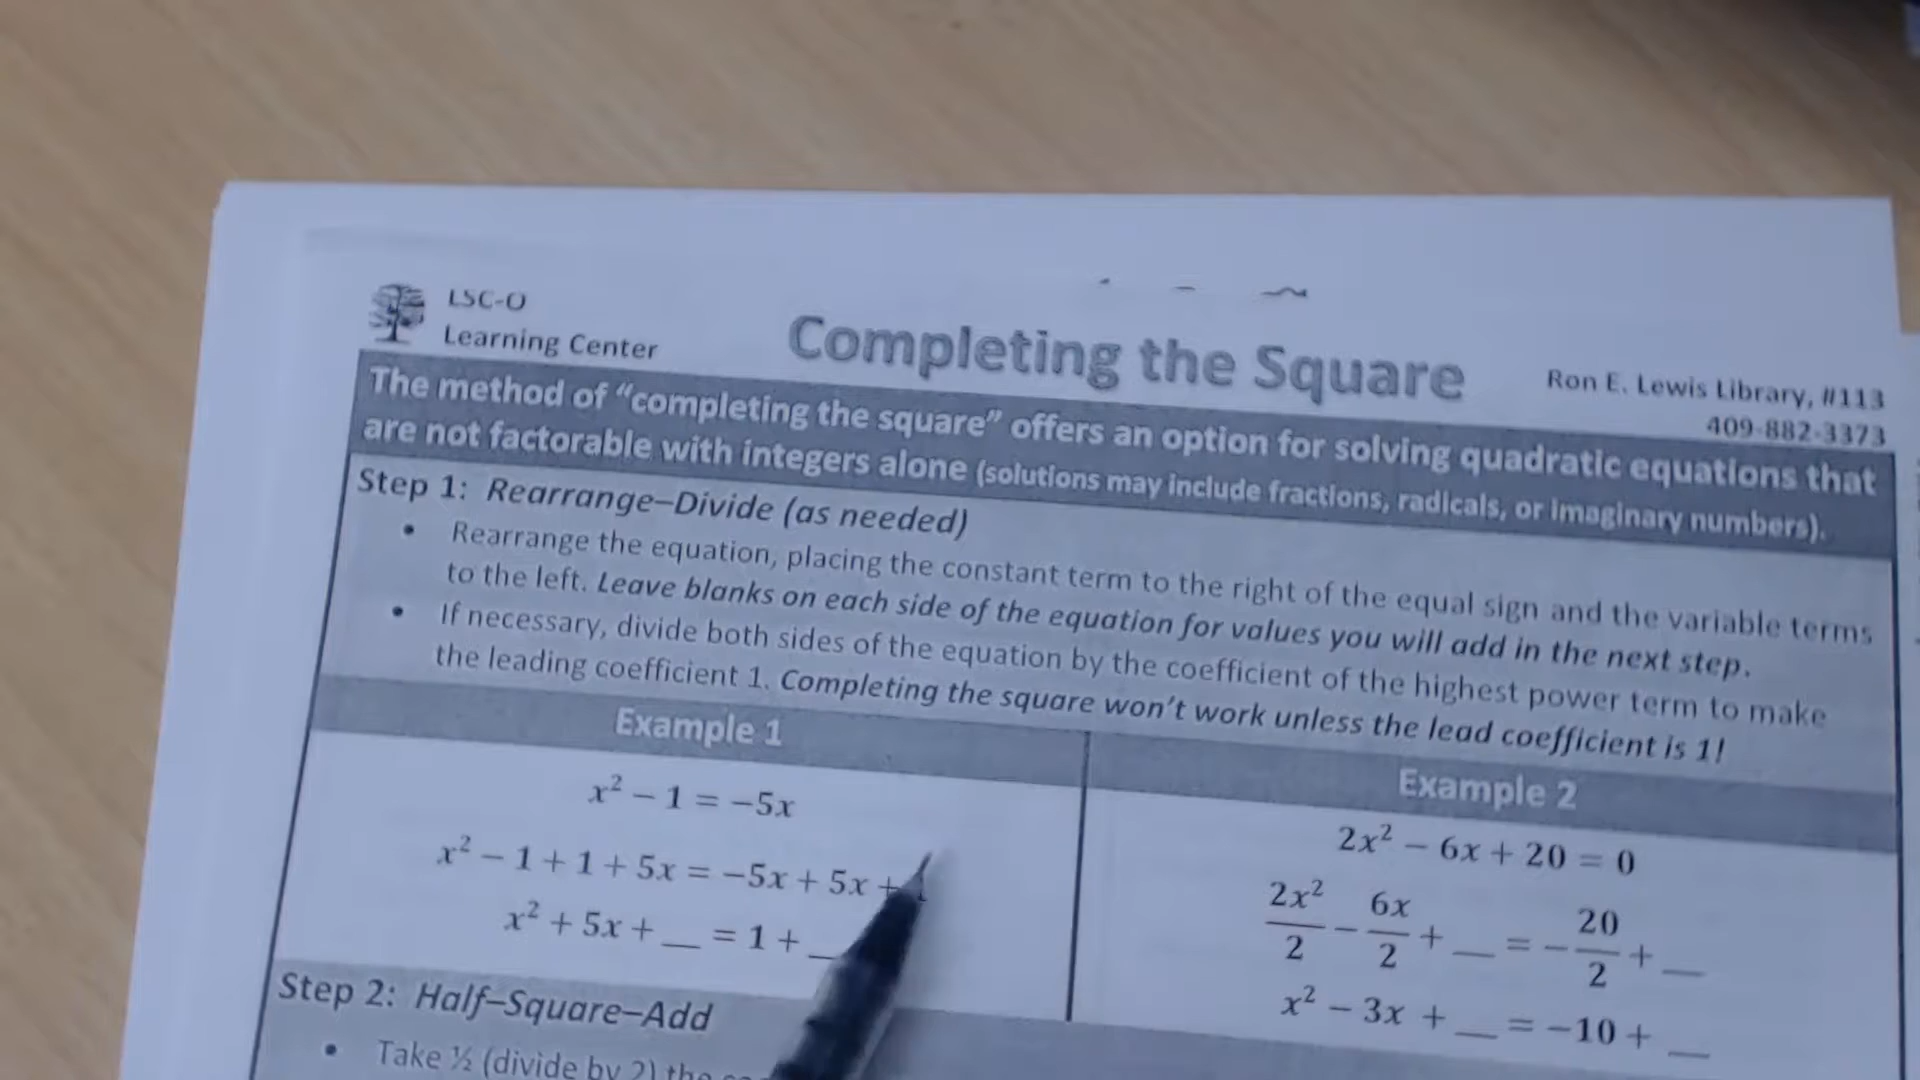 LSC-O
Learning Center
Completing the Square
Ron E. Lewis Library, #113
409-882-3373
The method of “completing the square” offers an option for solving quadratic equations that
are not factorable with integers alone (solutions may include fractions, radicals, or imaginary numbers).
Step 1: Rearrange–Divide (as needed)
• Rearrange the equation, placing the constant term to the right of the equal sign and the variable terms
to the left. Leave blanks on each side of the equation for values you will add in the next step.
• If necessary, divide both sides of the equation by the coefficient of the highest power term to make
the leading coefficient 1. Completing the square won’t work unless the lead coefficient is 1!
Example 1
x² − 1 = −5x
x² − 1 + 1 + 5x = −5x + 5x +
x² + 5x + __ = 1 + __
Example 2
2x² − 6x + 20 = 0
2x²/2 − 6x/2 + __ = − 20/2 + __
x² − 3x + __ = −10 + __
Step 2: Half–Square–Add
• Take ½ (divide by 2) the